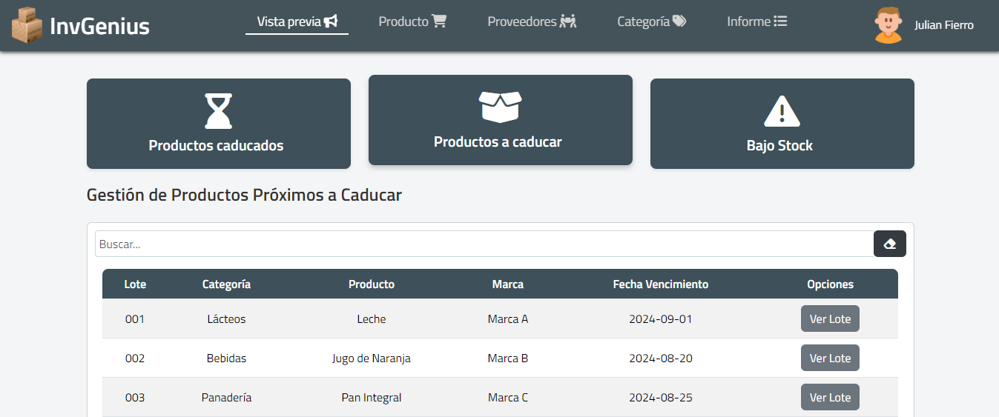 InvGenius Vista previa Producto Proveedores Categoría Informe Julian Fierro
Productos caducados Productos a caducar Bajo Stock
Gestión de Productos Próximos a Caducar
Buscar...
Lote Categoría Producto Marca Fecha Vencimiento Opciones
001 Lácteos Leche Marca A 2024-09-01 Ver Lote
002 Bebidas Jugo de Naranja Marca B 2024-08-20 Ver Lote
003 Panadería Pan Integral Marca C 2024-08-25 Ver Lote